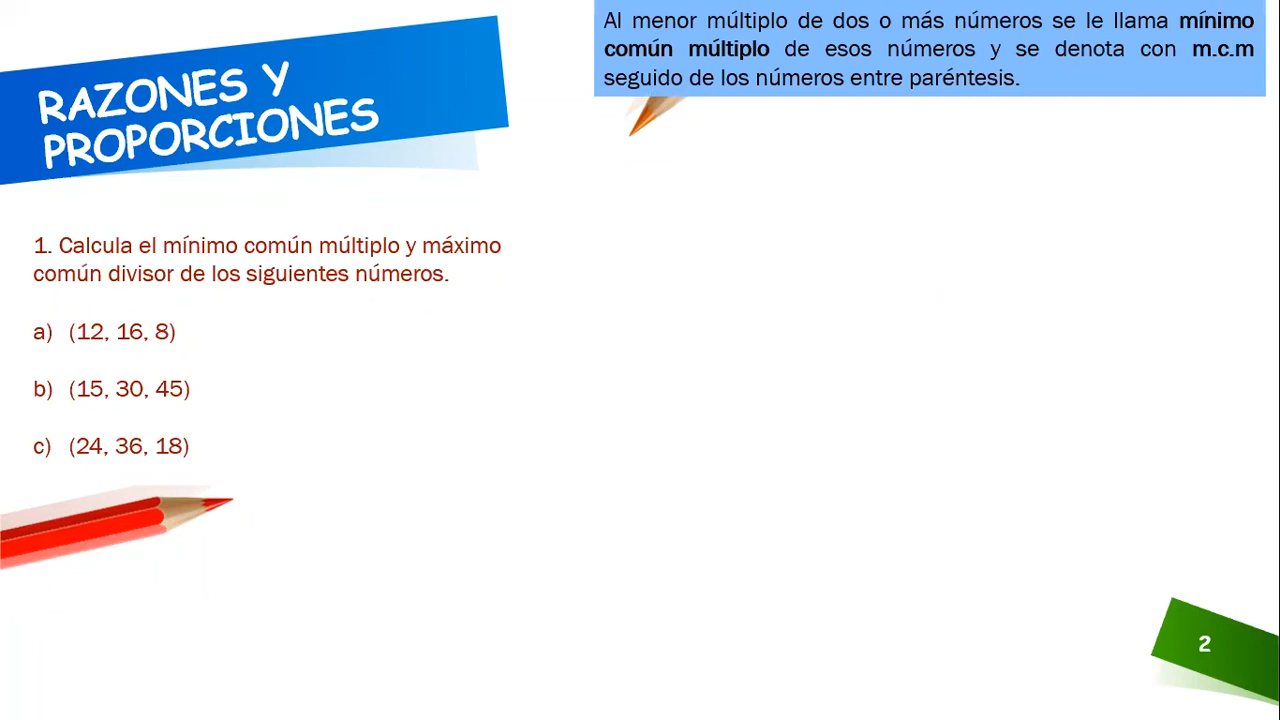 RAZONES Y
PROPORCIONES
Al menor múltiplo de dos o más números se le llama mínimo
común múltiplo de esos números y se denota con m.c.m
seguido de los números entre paréntesis.
1. Calcula el mínimo común múltiplo y máximo
común divisor de los siguientes números.
a) (12, 16, 8)
b) (15, 30, 45)
c) (24, 36, 18)
2